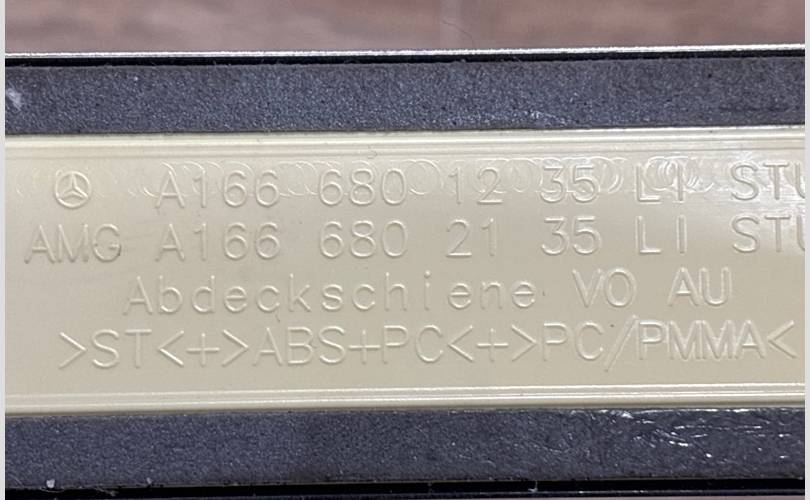 A166 680 12 35 LI STU
AMG A166 680 21 35 LI STU
Abdeckschiene VO AU
>ST<+>ABS+PC<+>PC/PMMA<